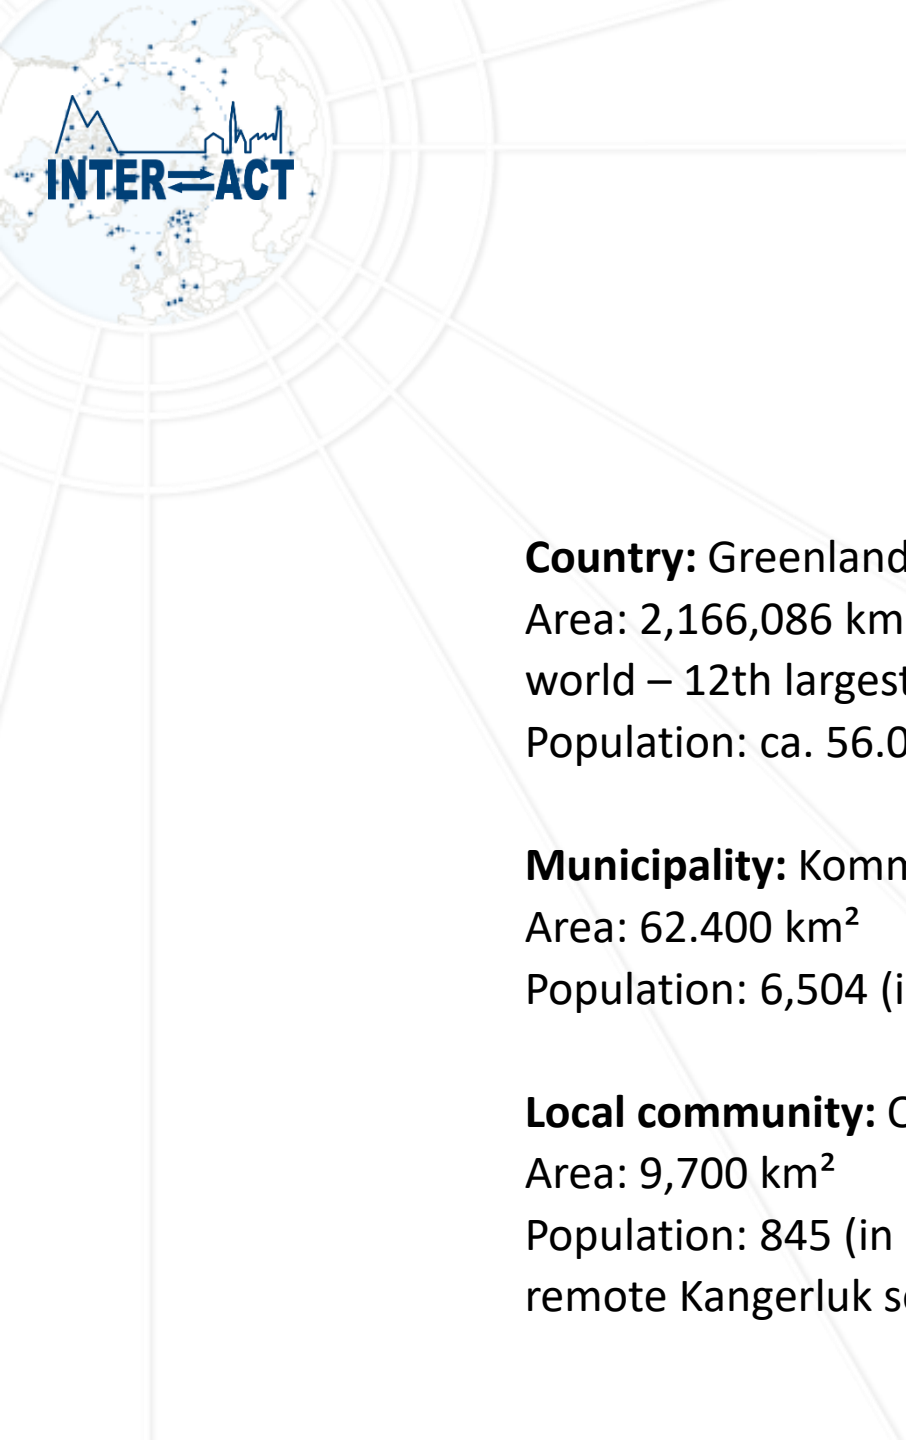 INTER⇌ACT
Country: Greenland
Area: 2,166,086 km
world – 12th largest
Population: ca. 56.0
Municipality: Komm
Area: 62.400 km²
Population: 6,504 (i
Local community:
Area: 9,700 km²
Population: 845 (in
remote Kangerluk s